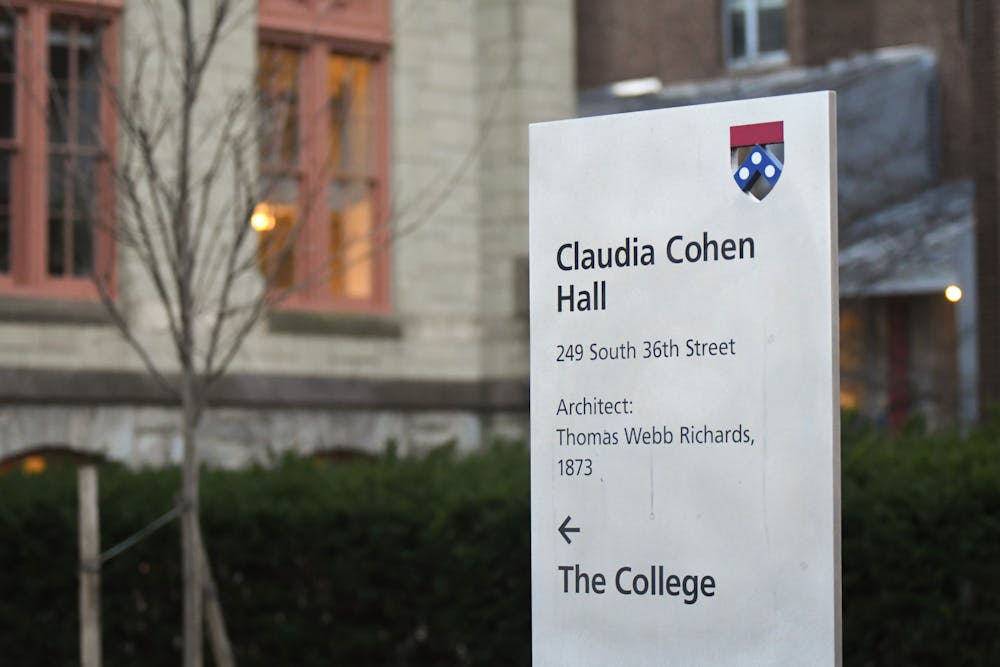 Claudia Cohen
Hall
249 South 36th Street
Architect:
Thomas Webb Richards,
1873
←
The College